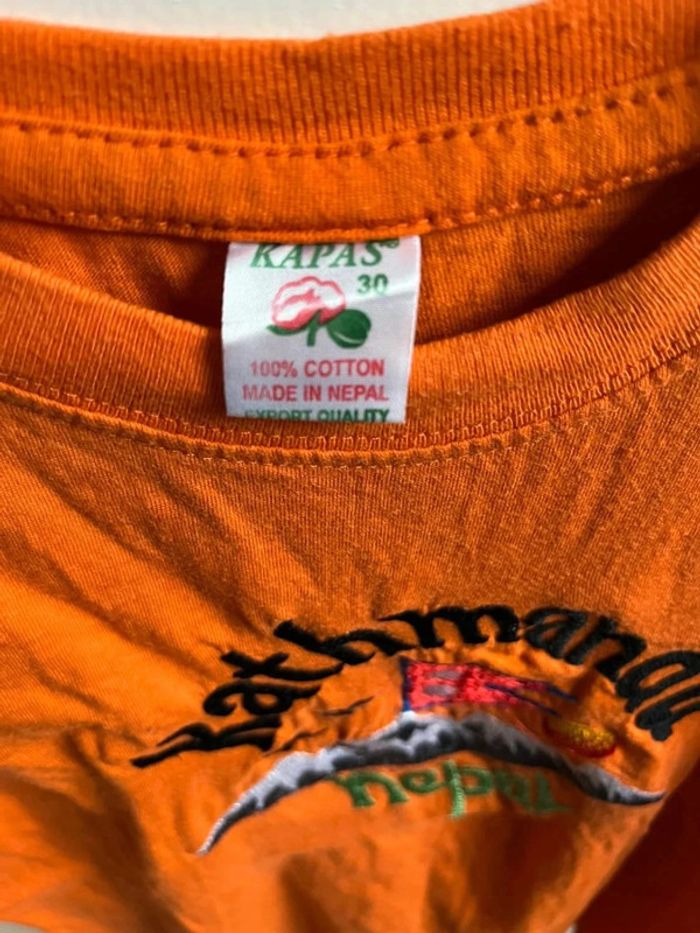 KAPAS®
30
100% COTTON
MADE IN NEPAL
EXPORT QUALITY
Kathmandu
nepal